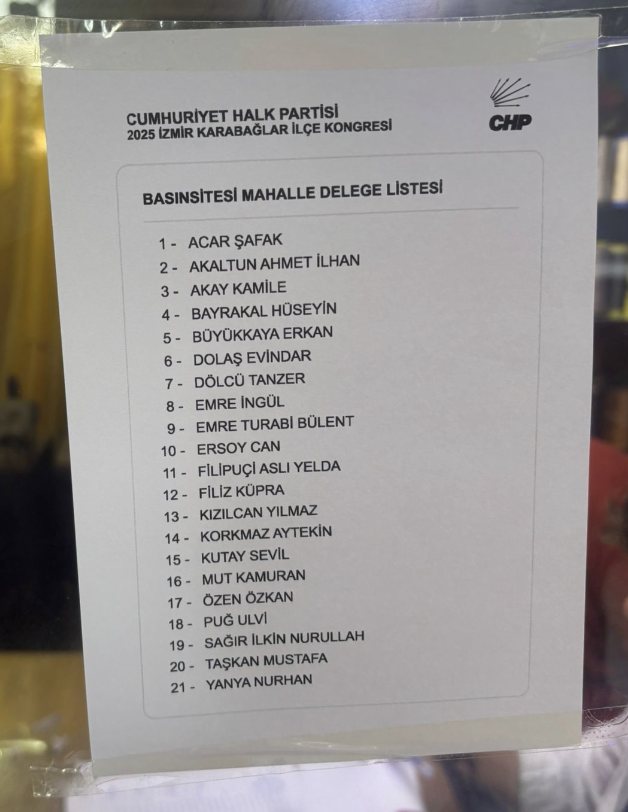 CUMHURİYET HALK PARTİSİ
2025 İZMİR KARABAĞLAR İLÇE KONGRESİ
CHP
BASINSİTESİ MAHALLE DELEGE LİSTESİ
1 - ACAR ŞAFAK
2 - AKALTUN AHMET İLHAN
3 - AKAY KAMİLE
4 - BAYRAKAL HÜSEYİN
5 - BÜYÜKKAYA ERKAN
6 - DOLAŞ EVİNDAR
7 - DÖLCÜ TANZER
8 - EMRE İNGÜL
9 - EMRE TURABİ BÜLENT
10 - ERSOY CAN
11 - FİLİPUÇİ ASLI YELDA
12 - FİLİZ KÜPRA
13 - KIZILCAN YILMAZ
14 - KORKMAZ AYTEKİN
15 - KUTAY SEVİL
16 - MUT KAMURAN
17 - ÖZEN ÖZKAN
18 - PUĞ ULVİ
19 - SAĞIR İLKİN NURULLAH
20 - TAŞKAN MUSTAFA
21 - YANYA NURHAN